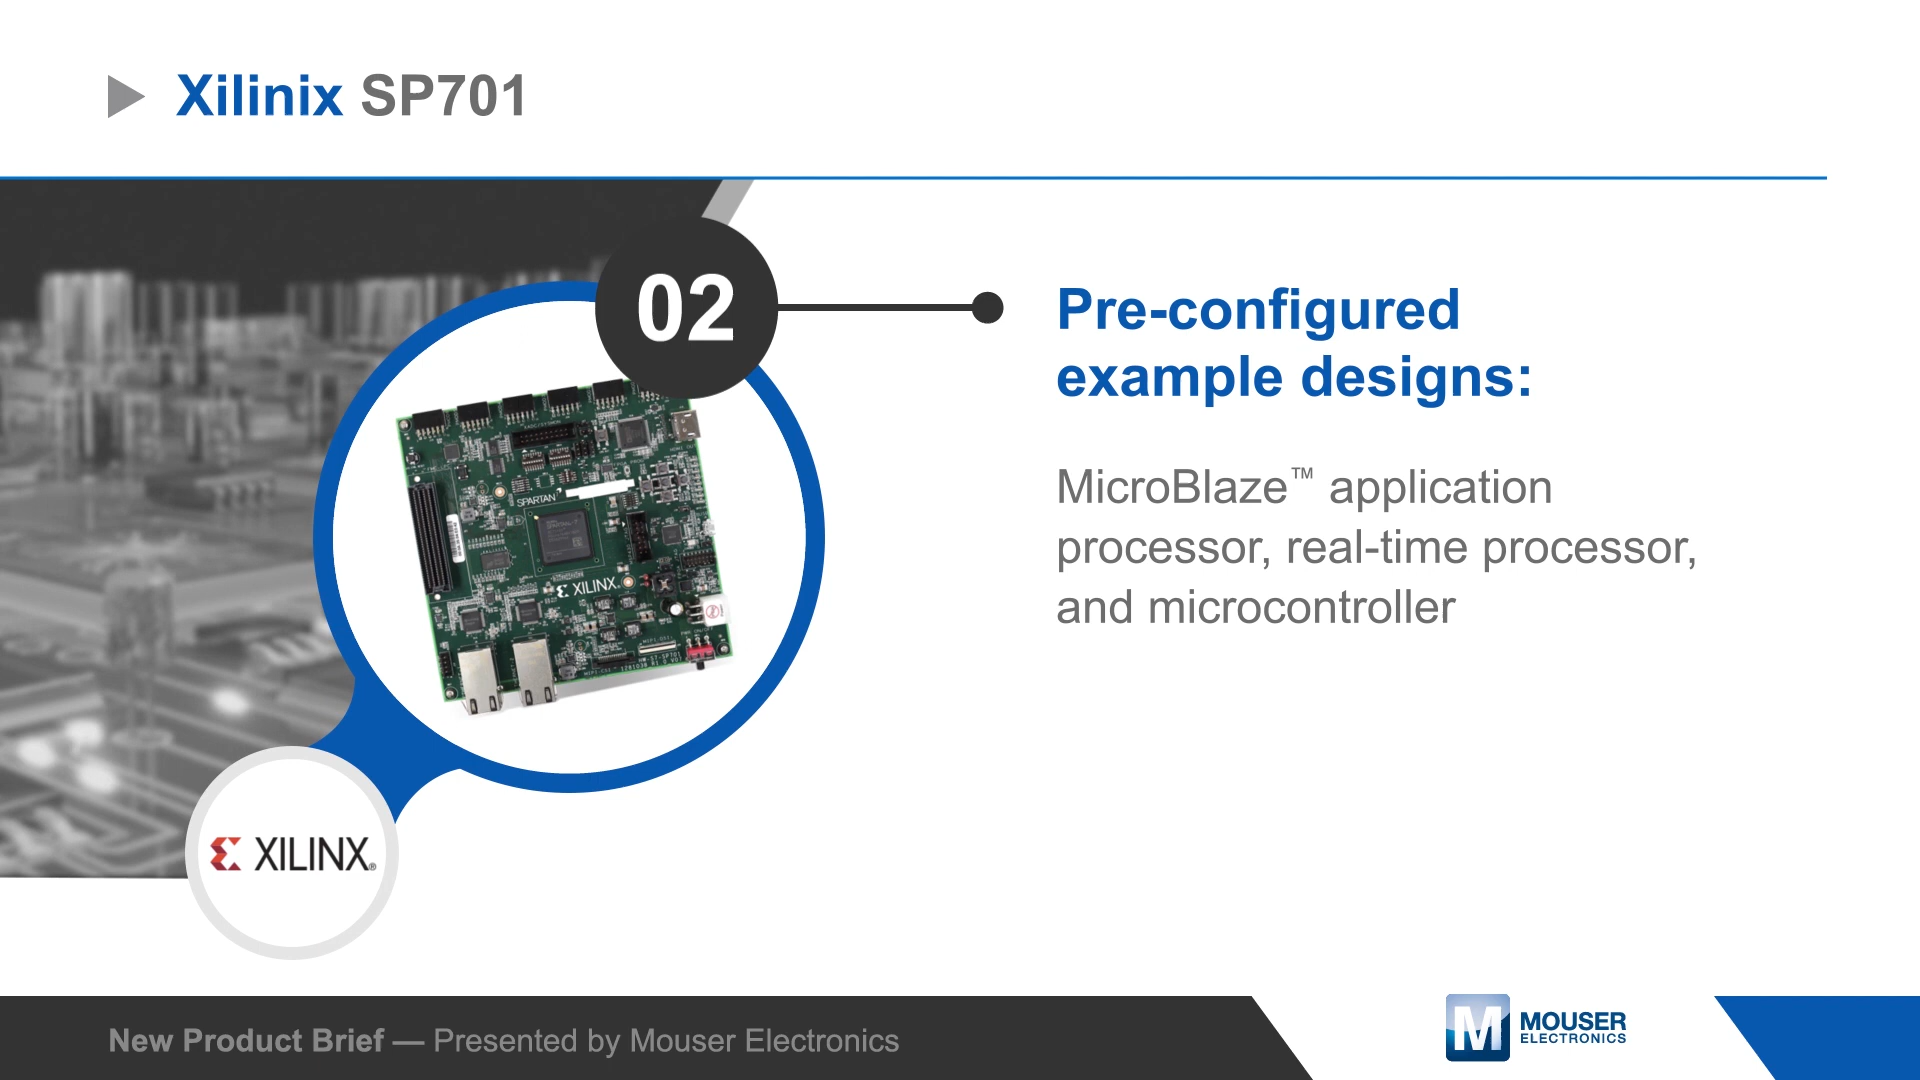 Xilinix SP701
02
Pre-configured
example designs:
MicroBlaze™ application
processor, real-time processor,
and microcontroller
SPARTAN
XILINX
XILINX®
New Product Brief — Presented by Mouser Electronics
M
MOUSER
ELECTRONICS